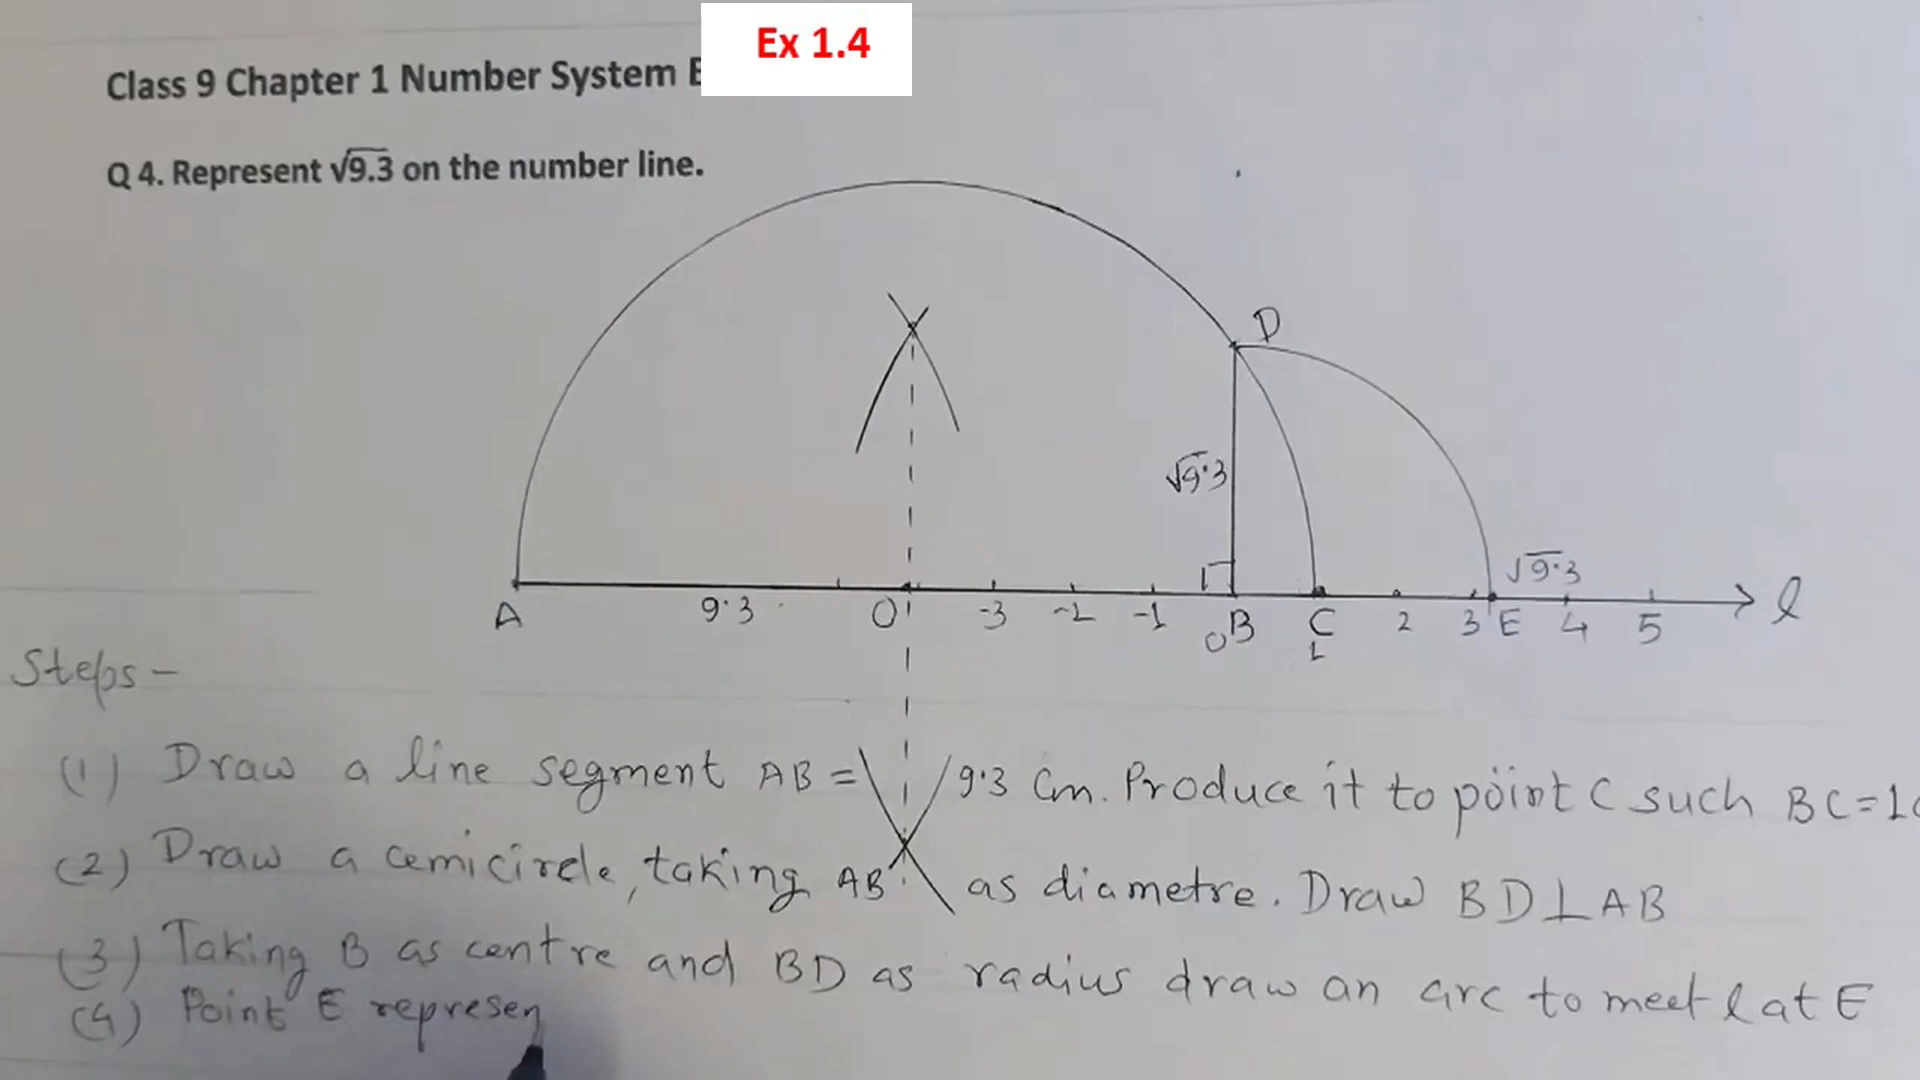 Ex 1.4
Class 9 Chapter 1 Number System E
Q 4. Represent √9.3 on the number line.
D
√9.3
√9.3
A 9.3 O -3 -2 -1 B C 2 3 E 4 5 l
0 1
Steps -
(1) Draw a line segment AB = 9.3 Cm. Produce it to point C such BC=1c
(2) Draw a cemicircle, taking AB as diametre. Draw BD⊥AB
(3) Taking B as centre and BD as radius draw an arc to meet l at E
(4) Point E represen